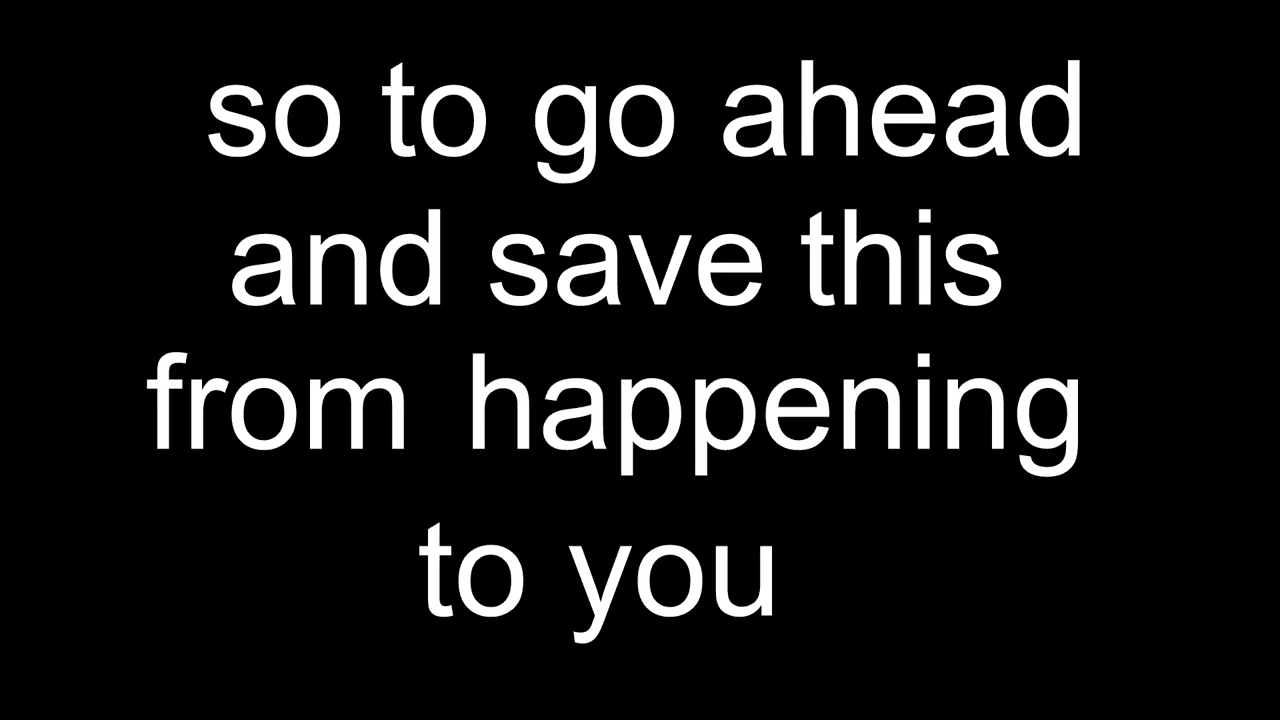 so to go ahead
and save this
from happening
to you